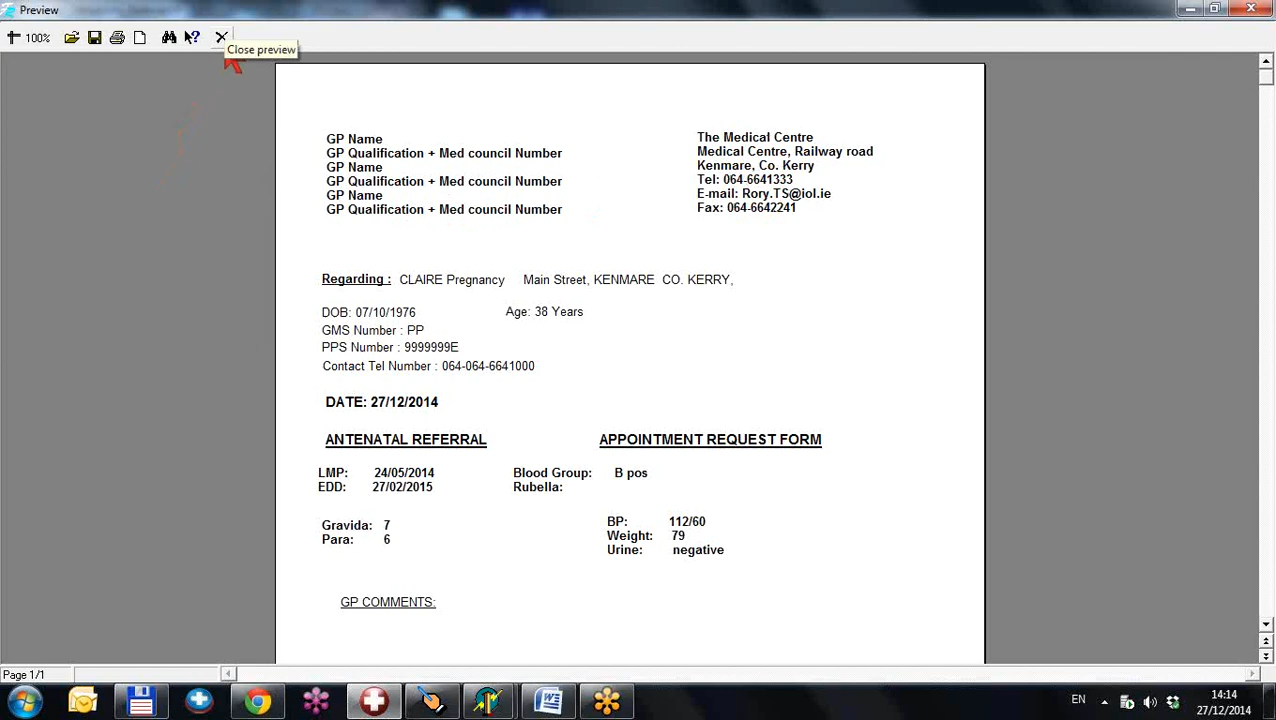 Preview
100%
Close preview
GP Name
GP Qualification + Med council Number
GP Name
GP Qualification + Med council Number
GP Name
GP Qualification + Med council Number
The Medical Centre
Medical Centre, Railway road
Kenmare, Co. Kerry
Tel: 064-6641333
E-mail: Rory.TS@iol.ie
Fax: 064-6642241
Regarding : CLAIRE Pregnancy Main Street, KENMARE CO. KERRY,
DOB: 07/10/1976 Age: 38 Years
GMS Number : PP
PPS Number : 9999999E
Contact Tel Number : 064-064-6641000
DATE: 27/12/2014
ANTENATAL REFERRAL APPOINTMENT REQUEST FORM
LMP: 24/05/2014 Blood Group: B pos
EDD: 27/02/2015 Rubella:
Gravida: 7
Para: 6
BP: 112/60
Weight: 79
Urine: negative
GP COMMENTS:
Page 1/1
EN
14:14
27/12/2014